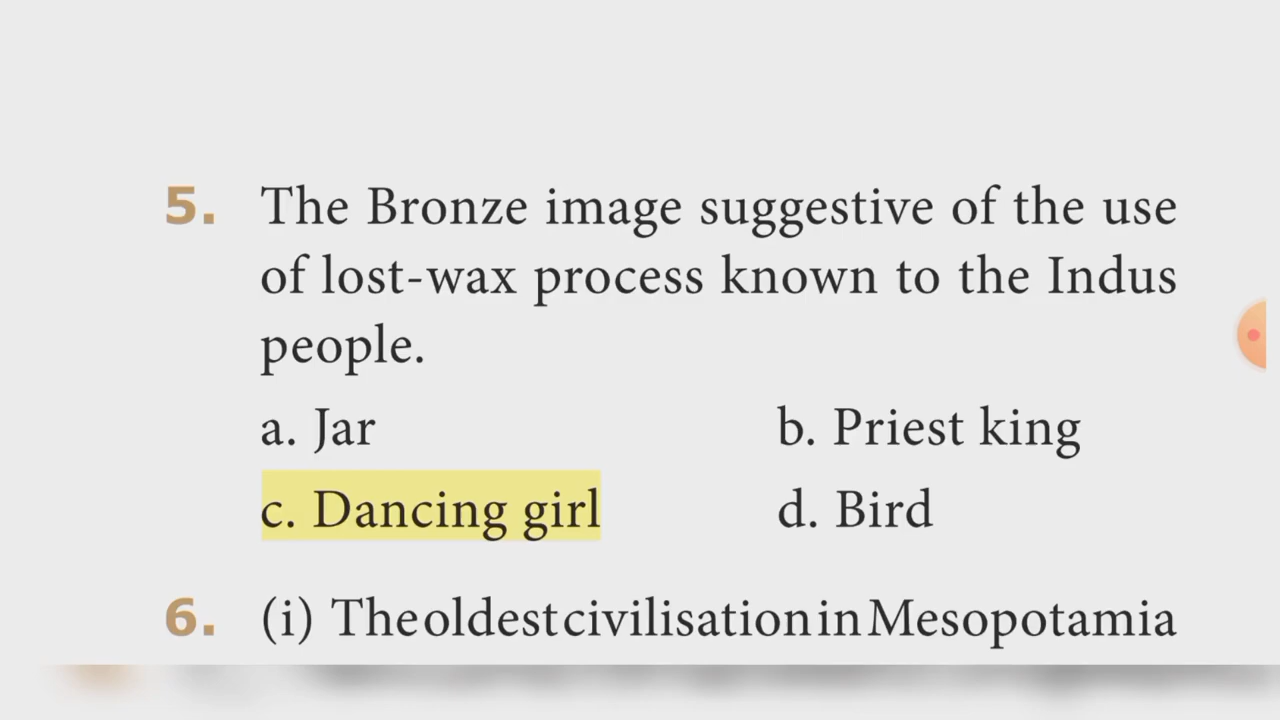 5. The Bronze image suggestive of the use
of lost-wax process known to the Indus
people.
a. Jar b. Priest king
c. Dancing girl d. Bird
6. (i) The oldest civilisation in Mesopotamia